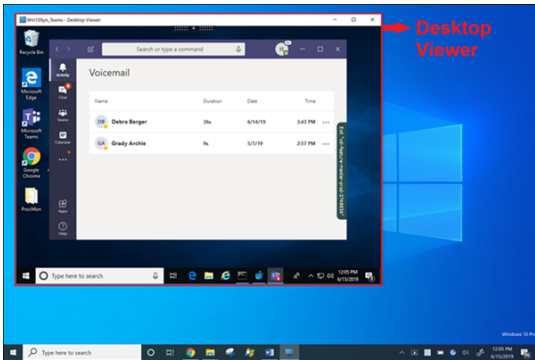 Win10Syn_Teams - Desktop Viewer
Desktop
Viewer
Recycle Bin
Search or type a command
Activity
Voicemail
Microsoft
Edge
Chat
Name Duration Date Time
Teams
DB Debra Berger 38s 6/14/19 3:43 PM
Microsoft
Teams
Calendar
GA Grady Archie 9s 5/7/19 2:57 PM
Google
Chrome
Apps
ProcMon
Help
Type here to search
12:05 PM
6/15/2019
Windows 10 Pro
Type here to search
12:05 PM
6/15/2019